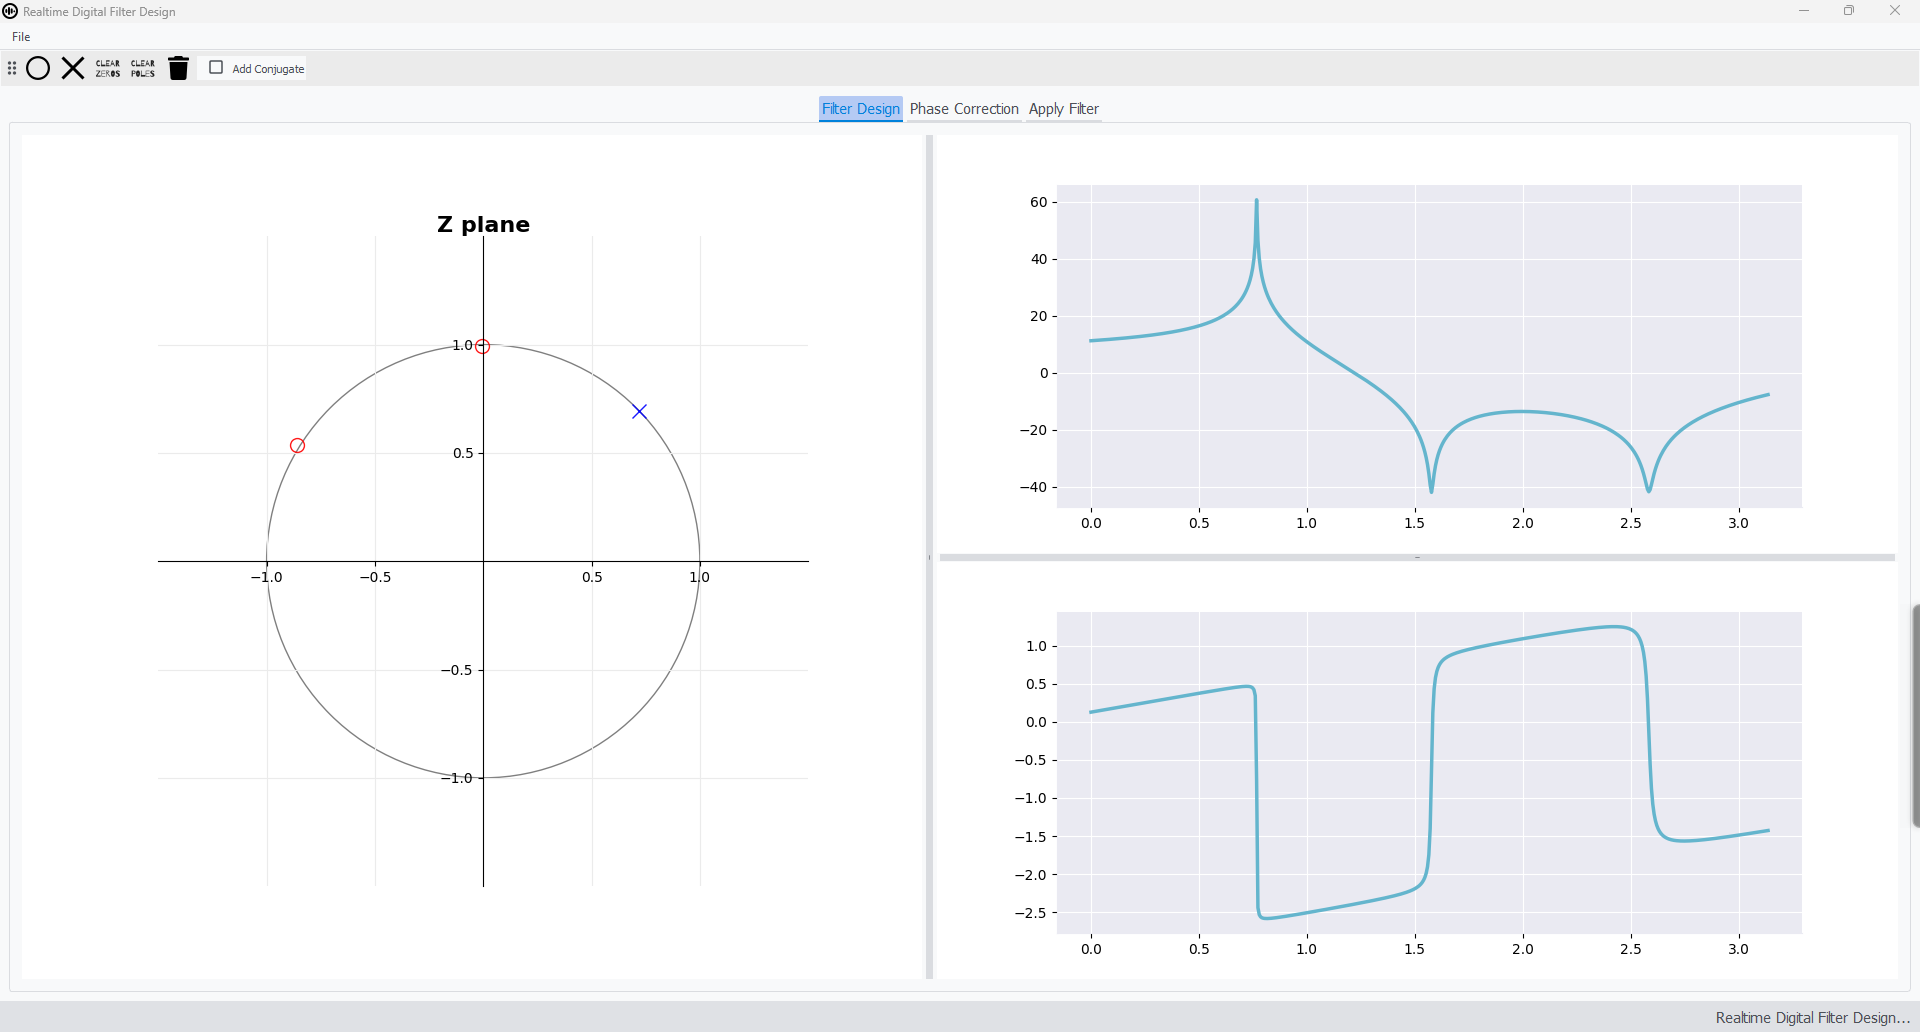 Realtime Digital Filter Design
File
CLEAR ZEROS
CLEAR POLES
Add Conjugate
Filter Design Phase Correction Apply Filter
Z plane
1.0
0.5
−1.0 −0.5 0.5 1.0
−0.5
−1.0
60
40
20
0
−20
−40
0.0 0.5 1.0 1.5 2.0 2.5 3.0
1.0
0.5
0.0
−0.5
−1.0
−1.5
−2.0
−2.5
0.0 0.5 1.0 1.5 2.0 2.5 3.0
Realtime Digital Filter Design...